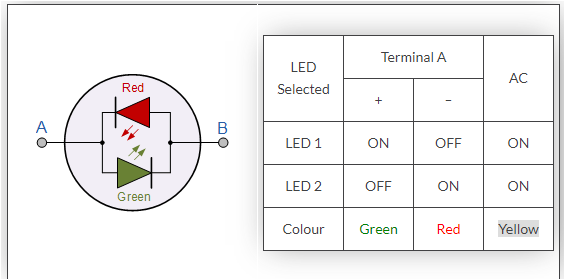 Red
A
B
Green
LED Selected
Terminal A
AC
+
–
LED 1 ON OFF ON
LED 2 OFF ON ON
Colour Green Red Yellow